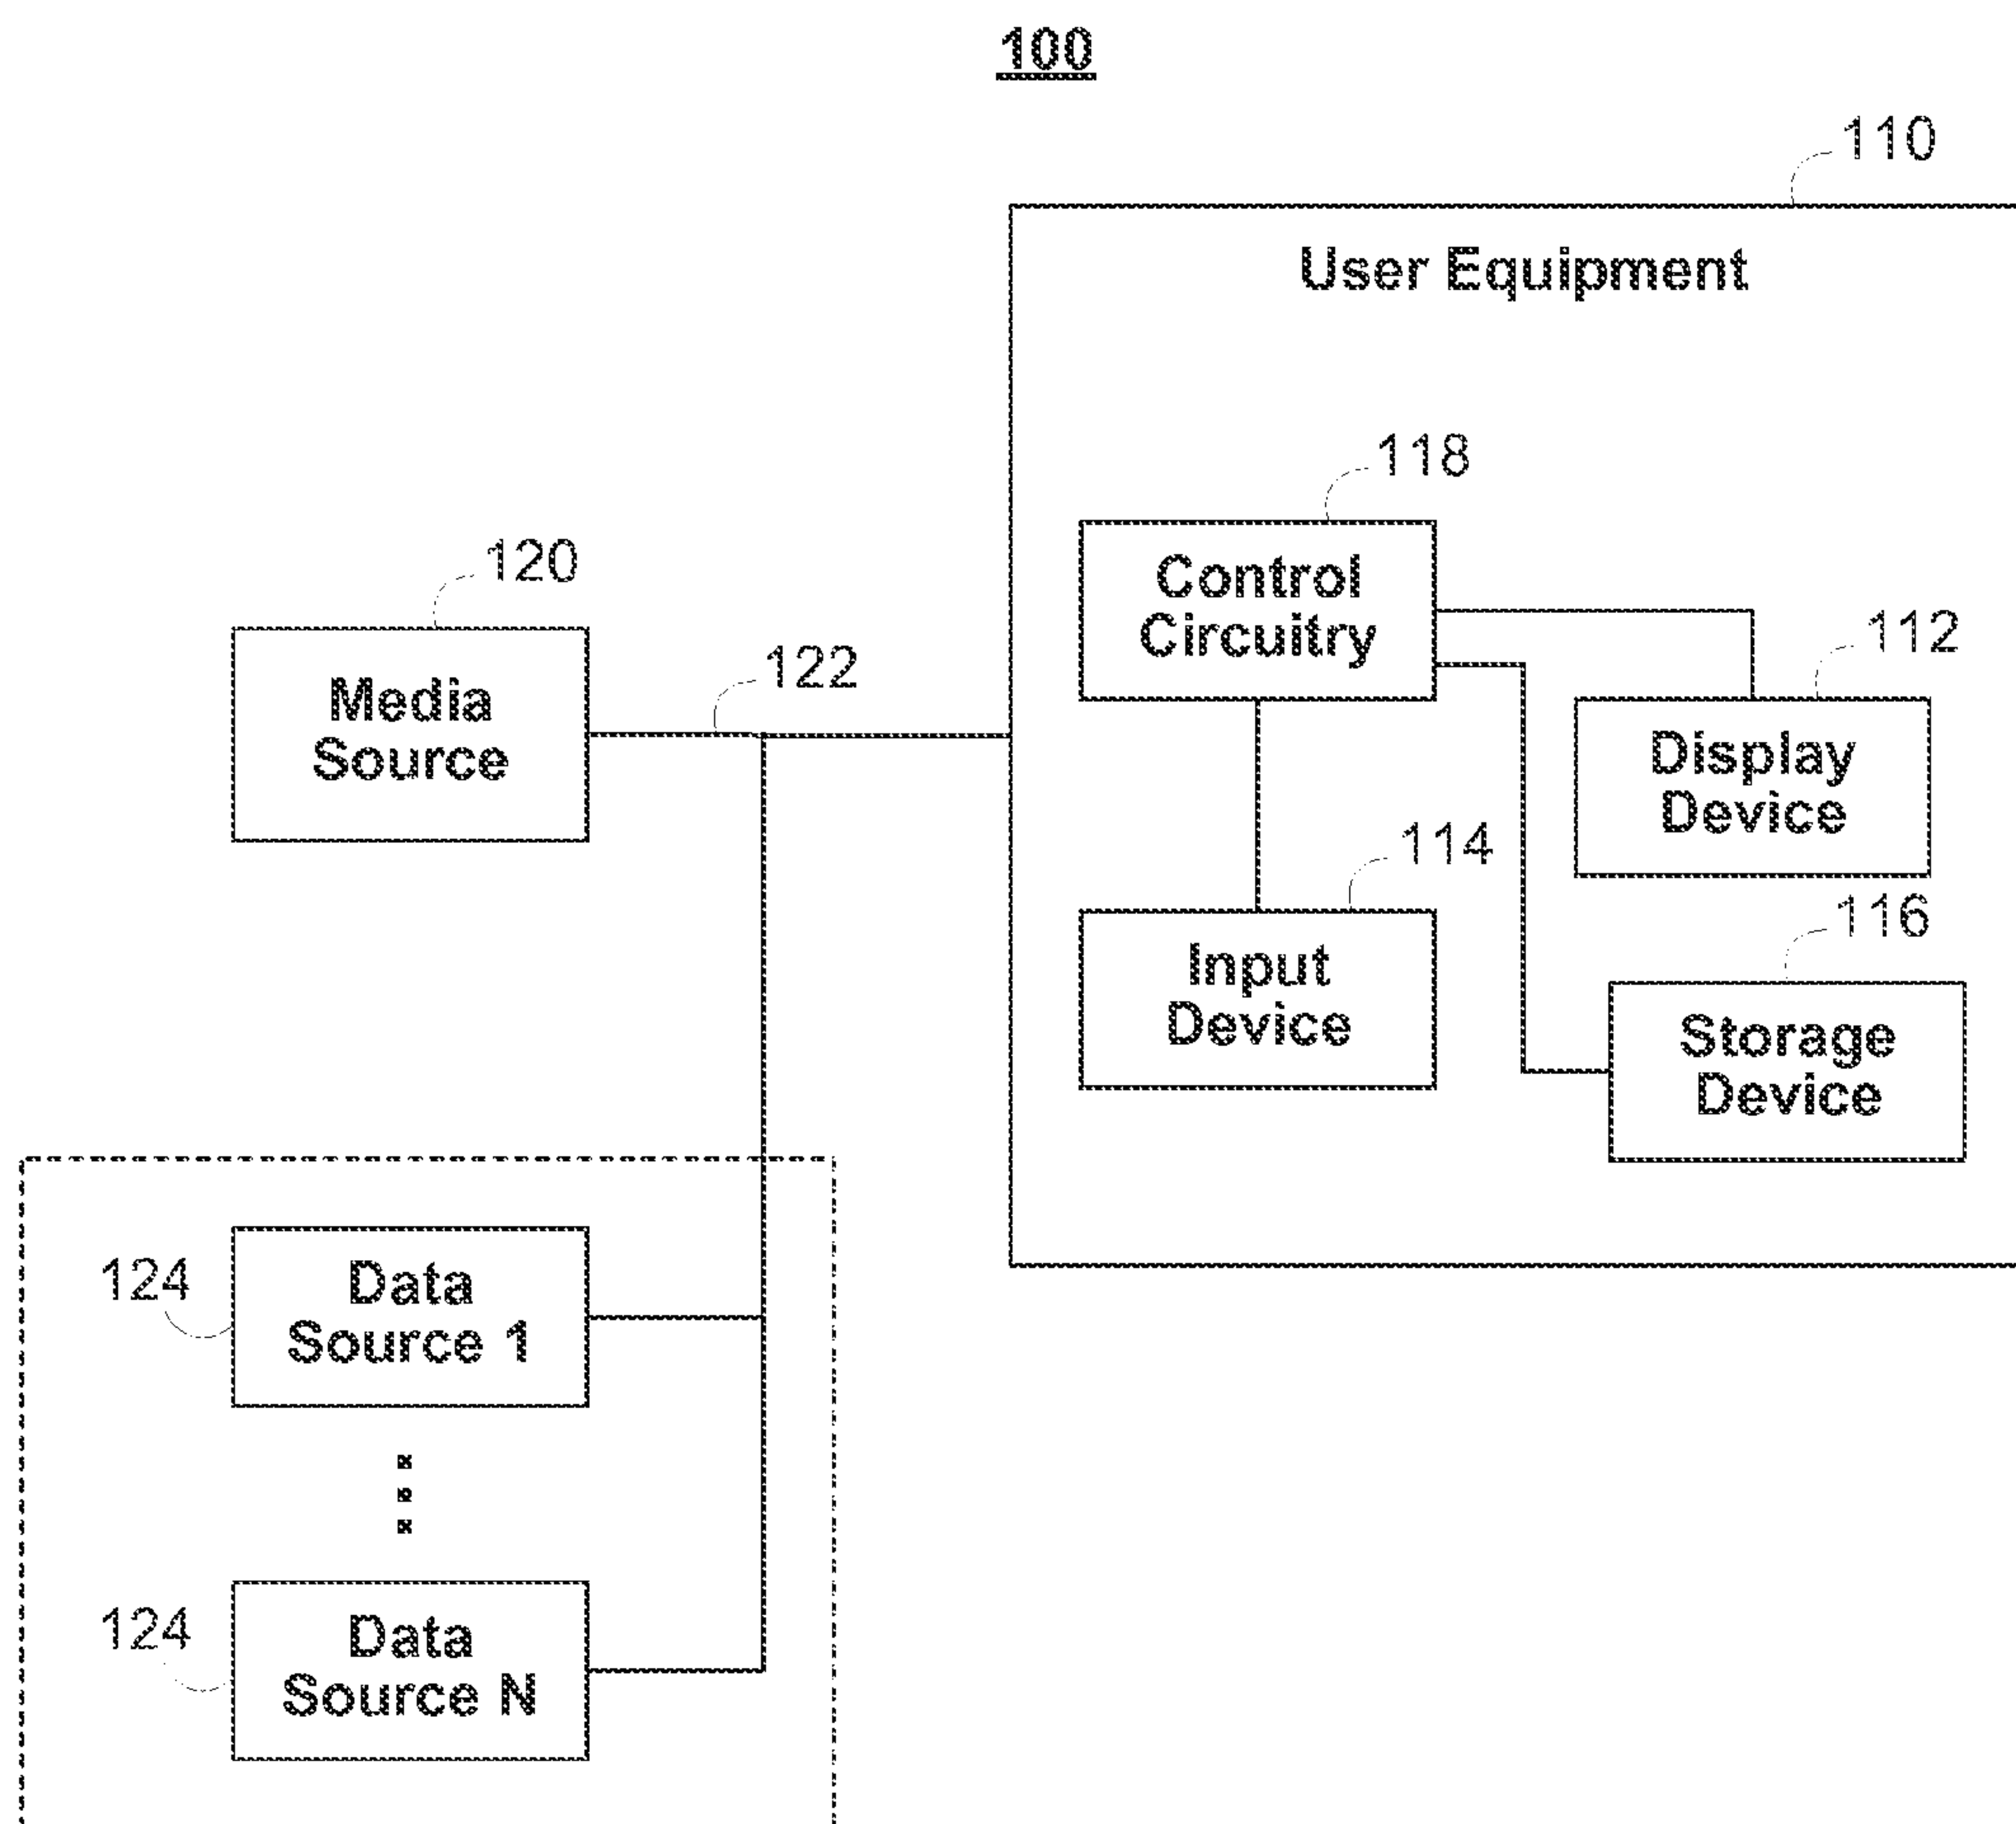 100
110
User Equipment
118
Control
Circuitry
120
Media
Source
122
112
Display
Device
114
Input
Device
116
Storage
Device
124
Data
Source 1
124
Data
Source N